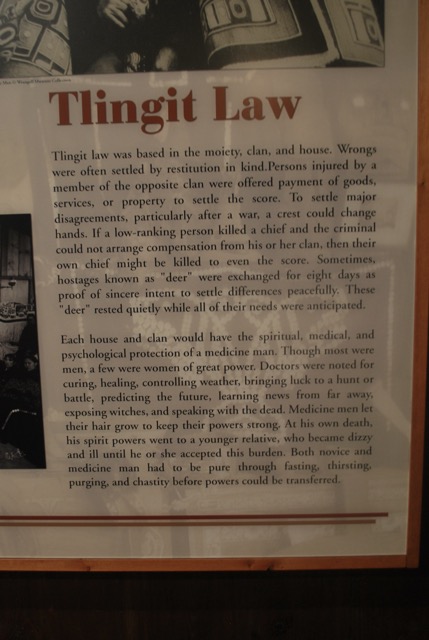 Tlingit Law
Tlingit law was based in the moiety, clan, and house. Wrongs
were often settled by restitution in kind.Persons injured by a
member of the opposite clan were offered payment of goods,
services, or property to settle the score. To settle major
disagreements, particularly after a war, a crest could change
hands. If a low-ranking person killed a chief and the criminal
could not arrange compensation from his or her clan, then their
own chief might be killed to even the score. Sometimes,
hostages known as "deer" were exchanged for eight days as
proof of sincere intent to settle differences peacefully. These
"deer" rested quietly while all of their needs were anticipated.
Each house and clan would have the spiritual, medical, and
psychological protection of a medicine man. Though most were
men, a few were women of great power. Doctors were noted for
curing, healing, controlling weather, bringing luck to a hunt or
battle, predicting the future, learning news from far away,
exposing witches, and speaking with the dead. Medicine men let
their hair grow to keep their powers strong. At his own death,
his spirit powers went to a younger relative, who became dizzy
and ill until he or she accepted this burden. Both novice and
medicine man had to be pure through fasting, thirsting,
purging, and chastity before powers could be transferred.